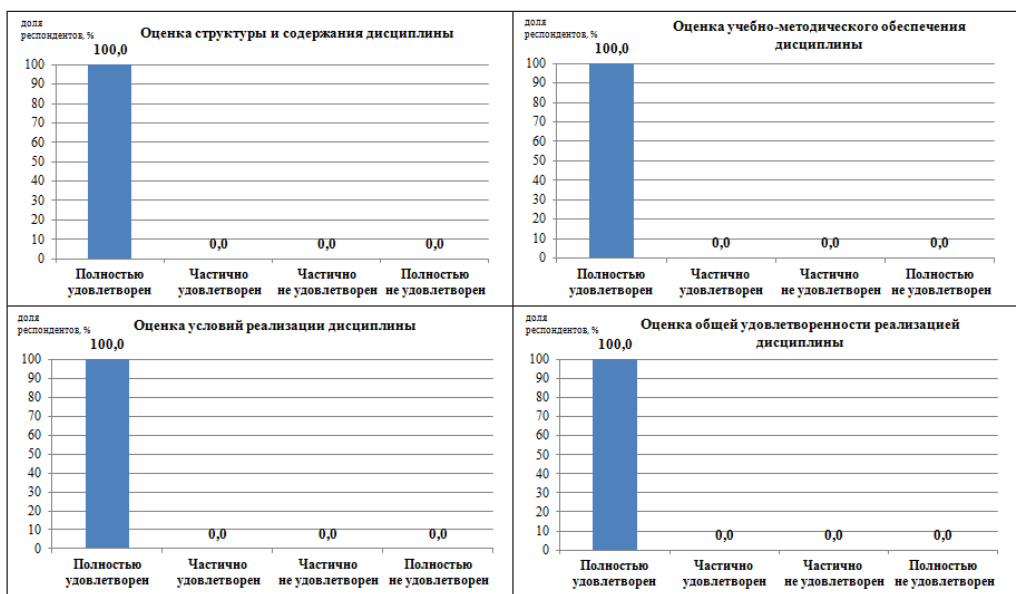 доля
респондентов, %
Оценка структуры и содержания дисциплины
100,0
100
90
80
70
60
50
40
30
20
10
0
0,0 0,0 0,0
Полностью удовлетворен
Частично удовлетворен
Частично не удовлетворен
Полностью не удовлетворен
доля
респондентов, %
Оценка учебно-методического обеспечения
дисциплины
100,0
100
90
80
70
60
50
40
30
20
10
0
0,0 0,0 0,0
Полностью удовлетворен
Частично удовлетворен
Частично не удовлетворен
Полностью не удовлетворен
доля
респондентов, %
Оценка условий реализации дисциплины
100,0
100
90
80
70
60
50
40
30
20
10
0
0,0 0,0 0,0
Полностью удовлетворен
Частично удовлетворен
Частично не удовлетворен
Полностью не удовлетворен
доля
респондентов, %
Оценка общей удовлетворенности реализацией
дисциплины
100,0
100
90
80
70
60
50
40
30
20
10
0
0,0 0,0 0,0
Полностью удовлетворен
Частично удовлетворен
Частично не удовлетворен
Полностью не удовлетворен